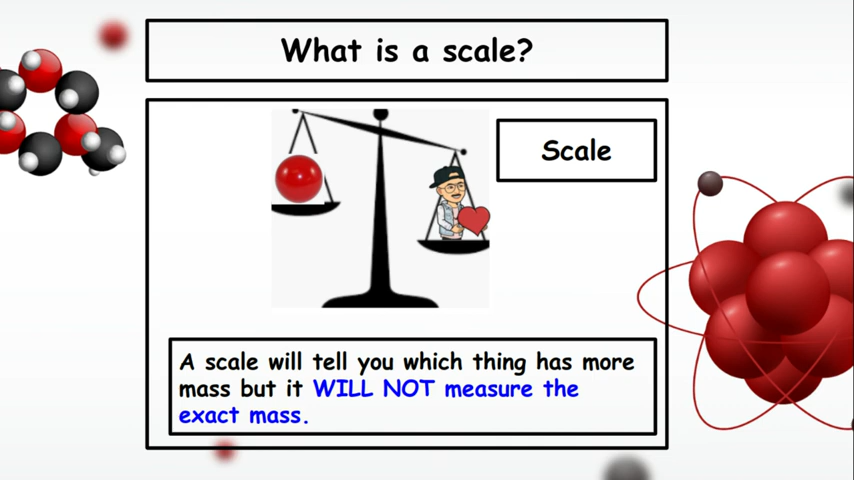 What is a scale?
Scale
A scale will tell you which thing has more
mass but it WILL NOT measure the
exact mass.